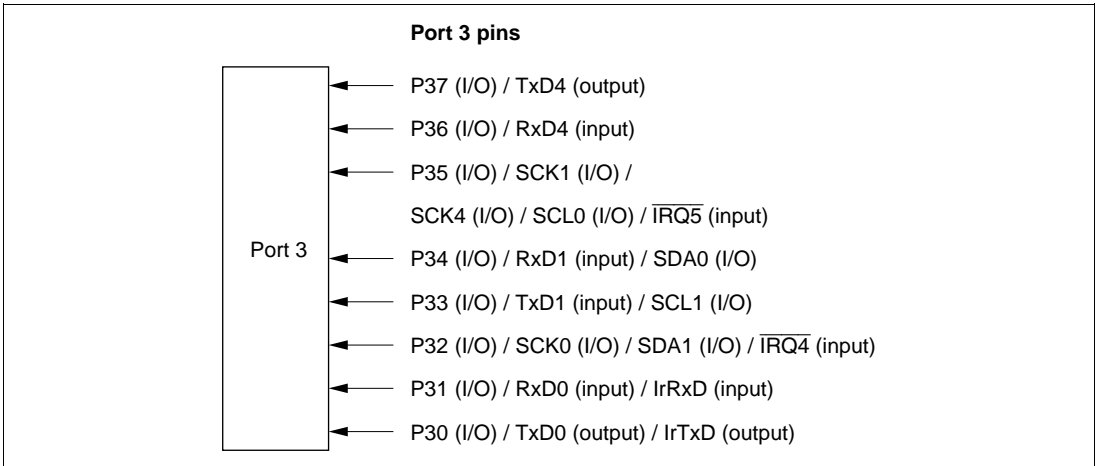 Port 3 pins
P37 (I/O) / TxD4 (output)
P36 (I/O) / RxD4 (input)
P35 (I/O) / SCK1 (I/O) /
SCK4 (I/O) / SCL0 (I/O) / I̅R̅Q̅5̅ (input)
Port 3
P34 (I/O) / RxD1 (input) / SDA0 (I/O)
P33 (I/O) / TxD1 (input) / SCL1 (I/O)
P32 (I/O) / SCK0 (I/O) / SDA1 (I/O) / I̅R̅Q̅4̅ (input)
P31 (I/O) / RxD0 (input) / IrRxD (input)
P30 (I/O) / TxD0 (output) / IrTxD (output)